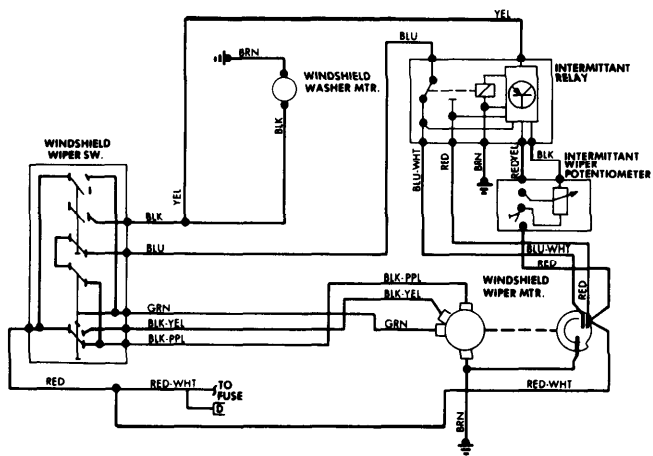 YEL
BLU
BRN
WINDSHIELD
WASHER MTR.
INTERMITTANT
RELAY
BLK
WINDSHIELD
WIPER SW.
YEL
BLU-WHT
RED
BRN
RED/YEL
BLK
INTERMITTANT
WIPER
POTENTIOMETER
BLK
BLU
BLU-WHT
RED
BLK-PPL
WINDSHIELD
WIPER MTR.
BLK-YEL
RED
GRN
BLK-YEL
GRN
BLK-PPL
RED
RED-WHT
TO
FUSE
D
RED-WHT
BRN